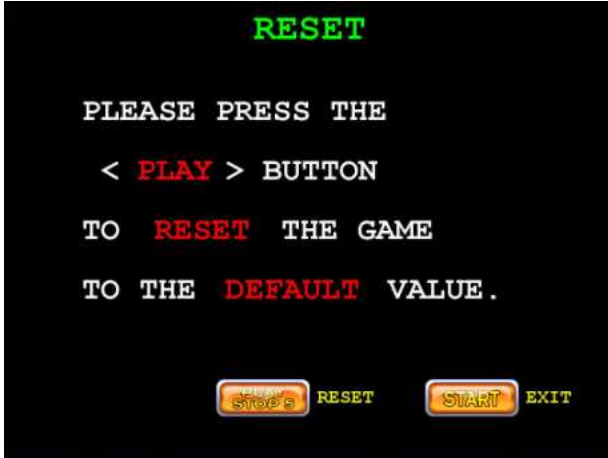 RESET
PLEASE PRESS THE
< PLAY > BUTTON
TO RESET THE GAME
TO THE DEFAULT VALUE.
PLAY
STOP 5 RESET START EXIT